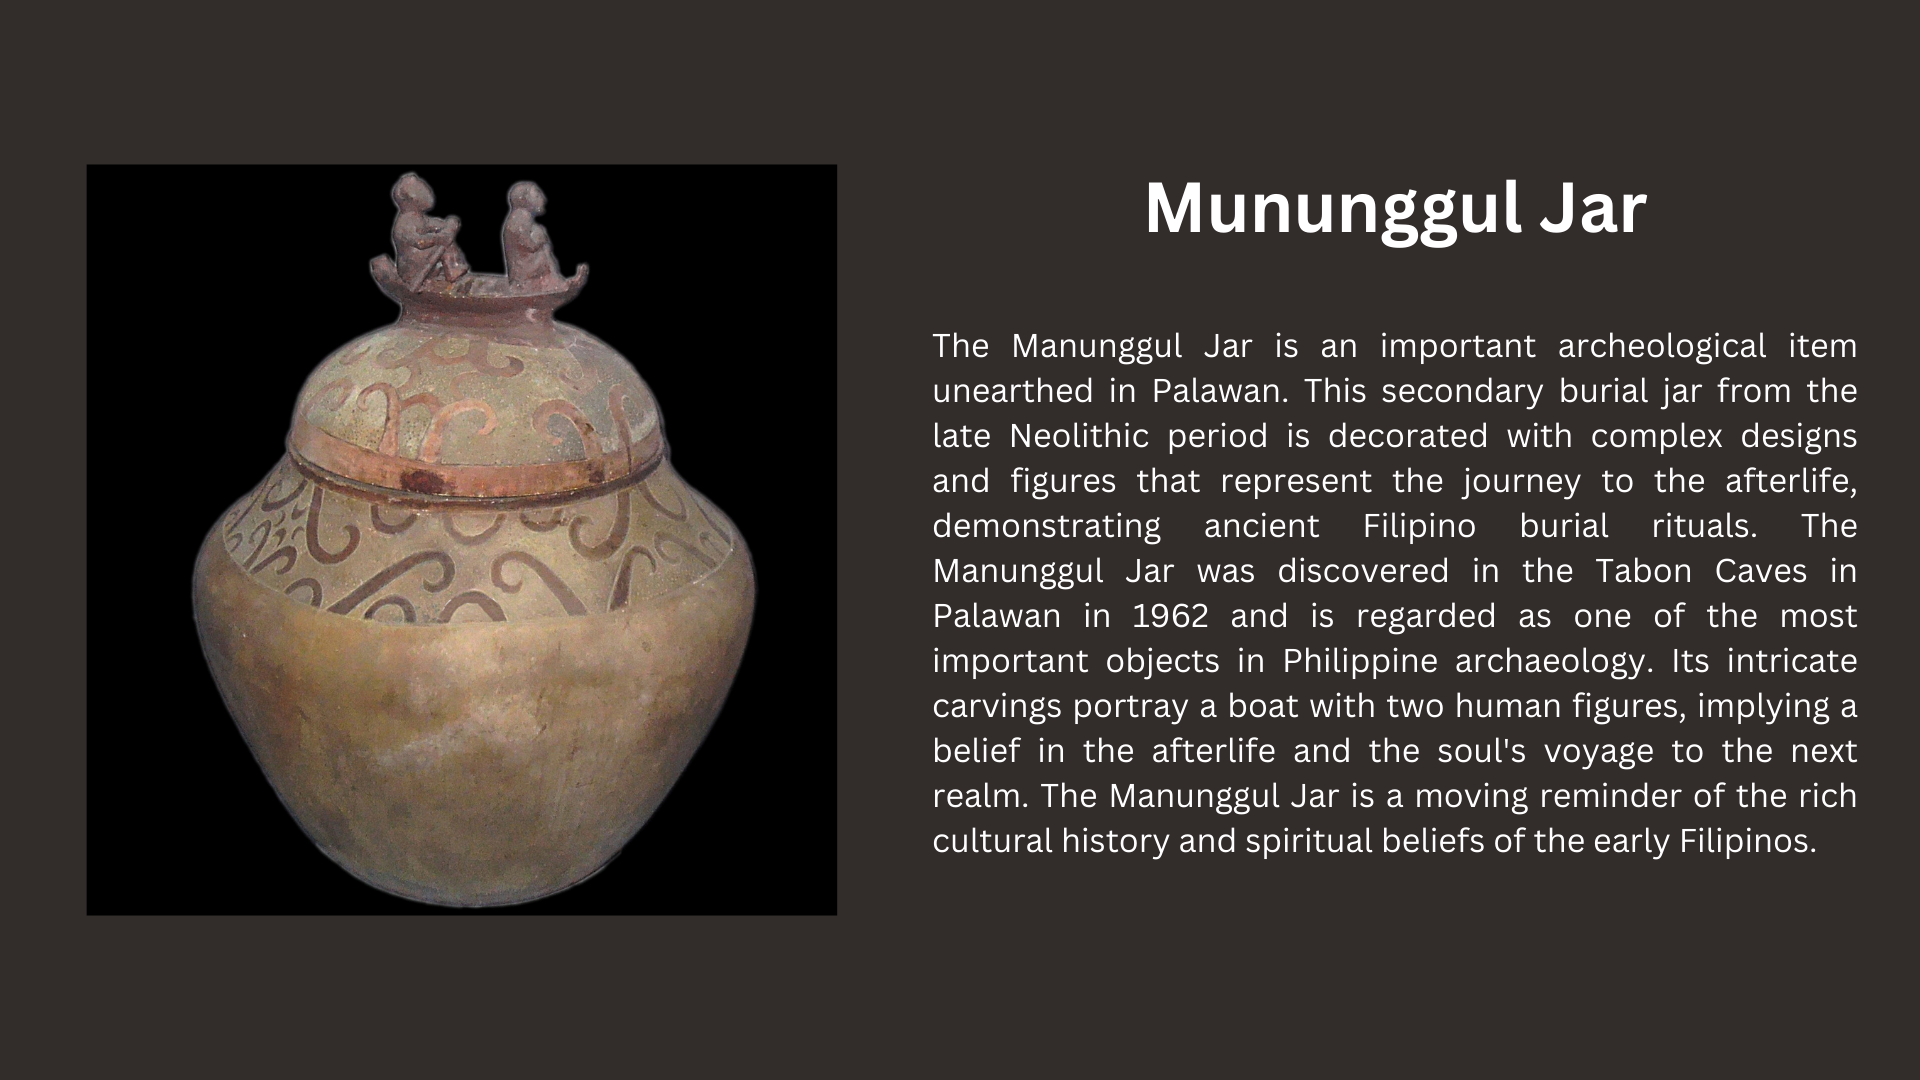 Mununggul Jar
The Manunggul Jar is an important archeological item
unearthed in Palawan. This secondary burial jar from the
late Neolithic period is decorated with complex designs
and figures that represent the journey to the afterlife,
demonstrating ancient Filipino burial rituals. The
Manunggul Jar was discovered in the Tabon Caves in
Palawan in 1962 and is regarded as one of the most
important objects in Philippine archaeology. Its intricate
carvings portray a boat with two human figures, implying a
belief in the afterlife and the soul's voyage to the next
realm. The Manunggul Jar is a moving reminder of the rich
cultural history and spiritual beliefs of the early Filipinos.